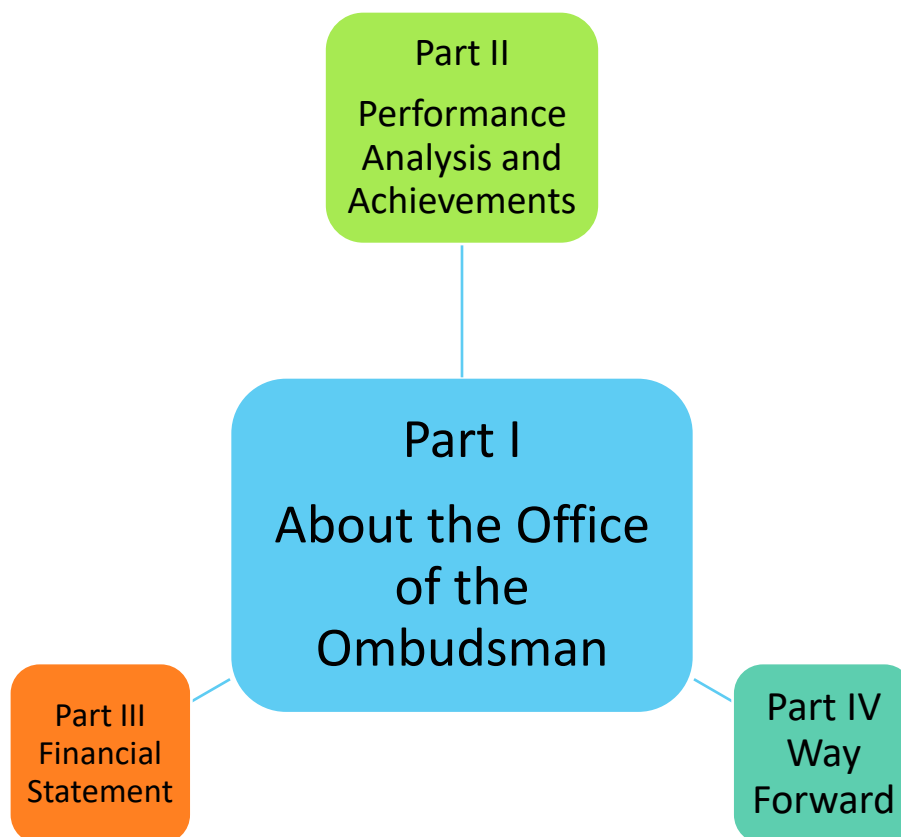 Part II
Performance
Analysis and
Achievements
Part I
About the Office
of the
Ombudsman
Part III
Financial
Statement
Part IV
Way
Forward